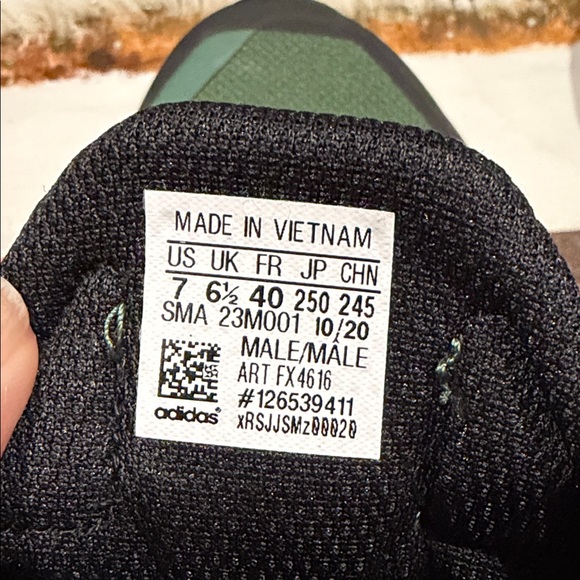 MADE IN VIETNAM
US UK FR JP CHN
7 6½ 40 250 245
SMA 23M001 10/20
MALE/MÂLE
ART FX4616
#126539411
adidas® xRSJJSMz00020